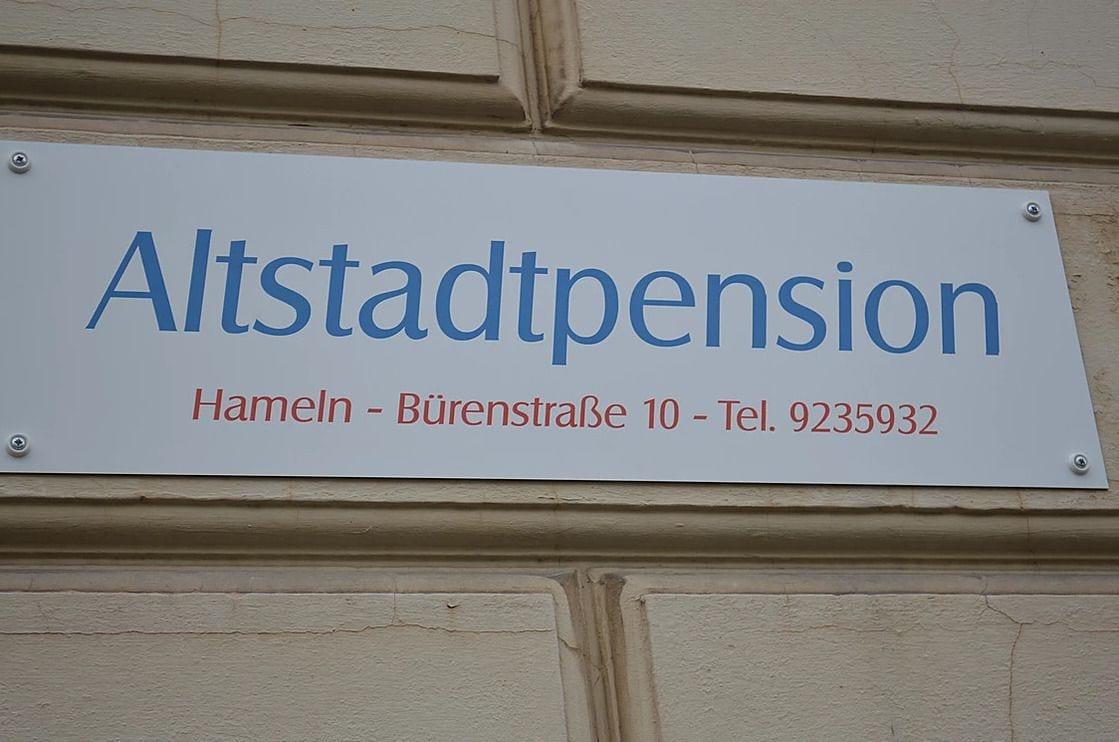 Altstadtpension
Hameln - Bürenstraße 10 - Tel. 9235932